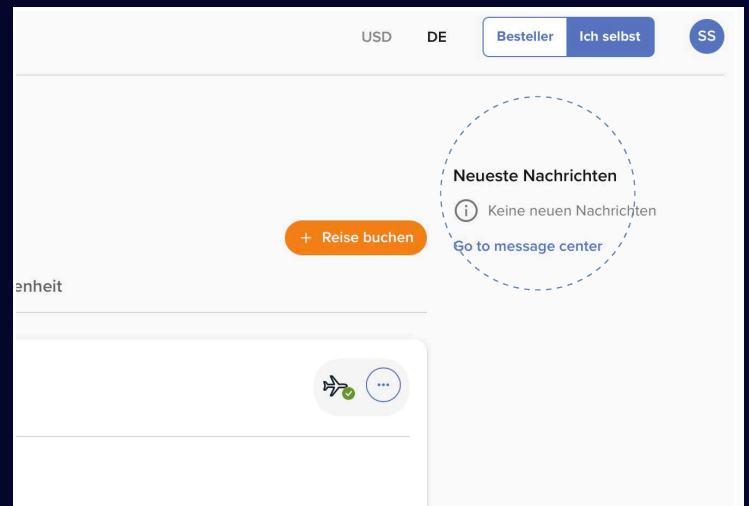 USD DE Besteller Ich selbst SS
Neueste Nachrichten
Keine neuen Nachrichten
+ Reise buchen
Go to message center
enheit